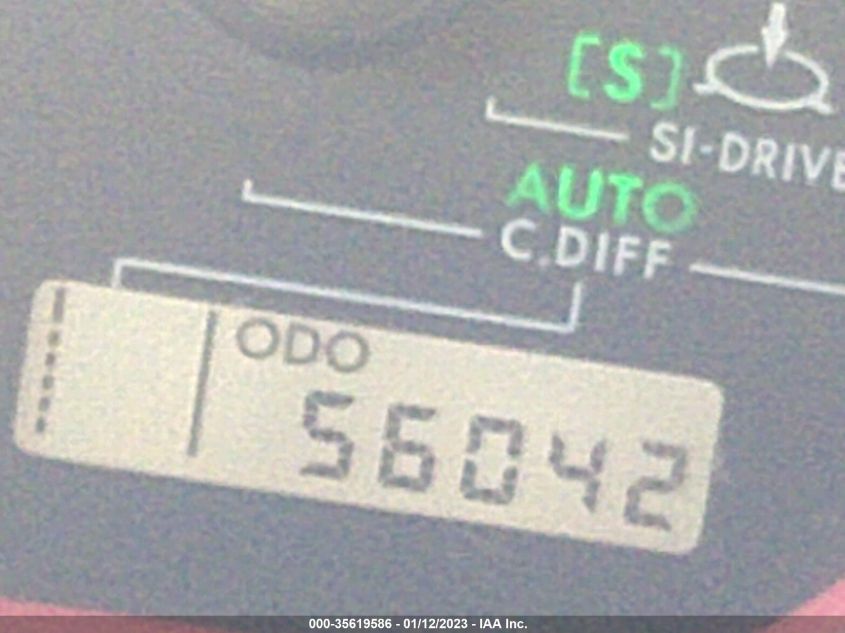 [S]
SI-DRIVE
AUTO
C.DIFF
ODO
56042
000-35619586 - 01/12/2023 - IAA Inc.